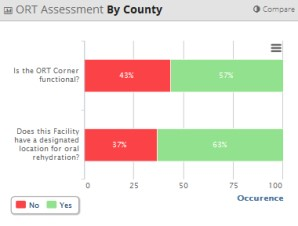 ORT Assessment By County
Compare
Is the ORT Corner
functional?
43%
57%
Does this Facility
have a designated
location for oral
rehydration?
37%
63%
0 25 50 75 100
Occurence
No Yes